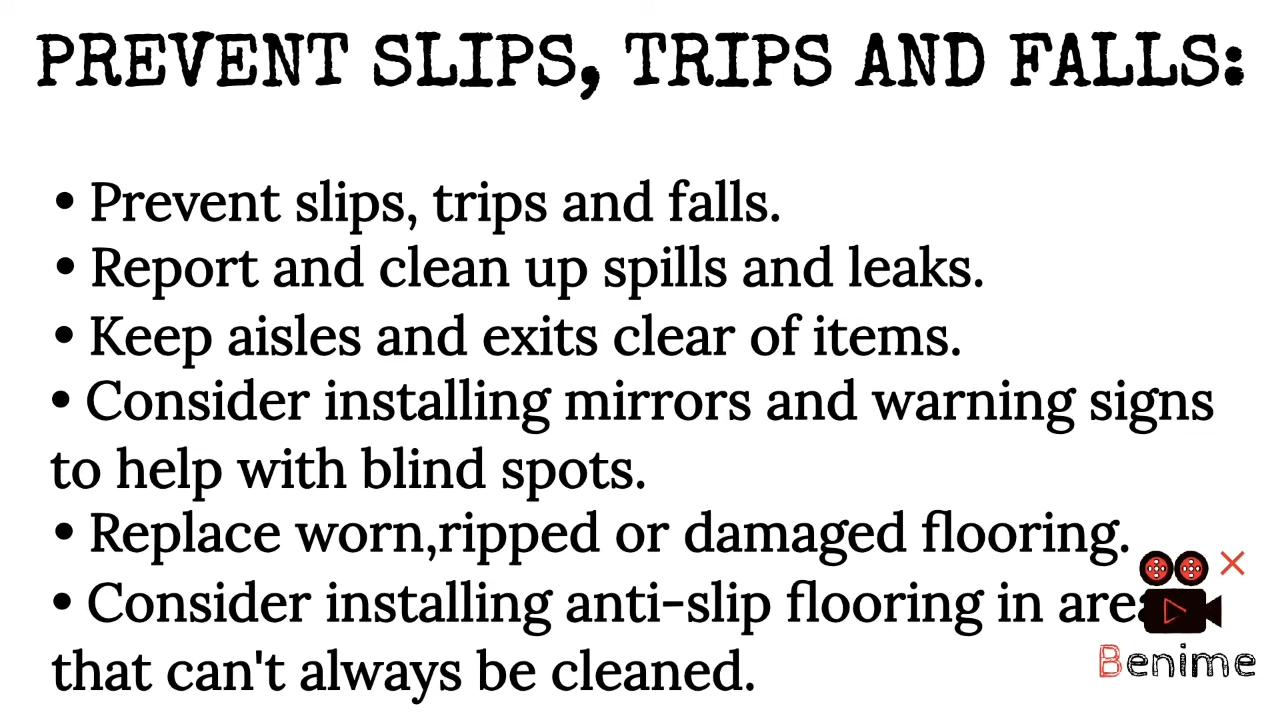 PREVENT SLIPS, TRIPS AND FALLS:
• Prevent slips, trips and falls.
• Report and clean up spills and leaks.
• Keep aisles and exits clear of items.
• Consider installing mirrors and warning signs
to help with blind spots.
• Replace worn,ripped or damaged flooring.
• Consider installing anti-slip flooring in
that can't always be cleaned.
Benime